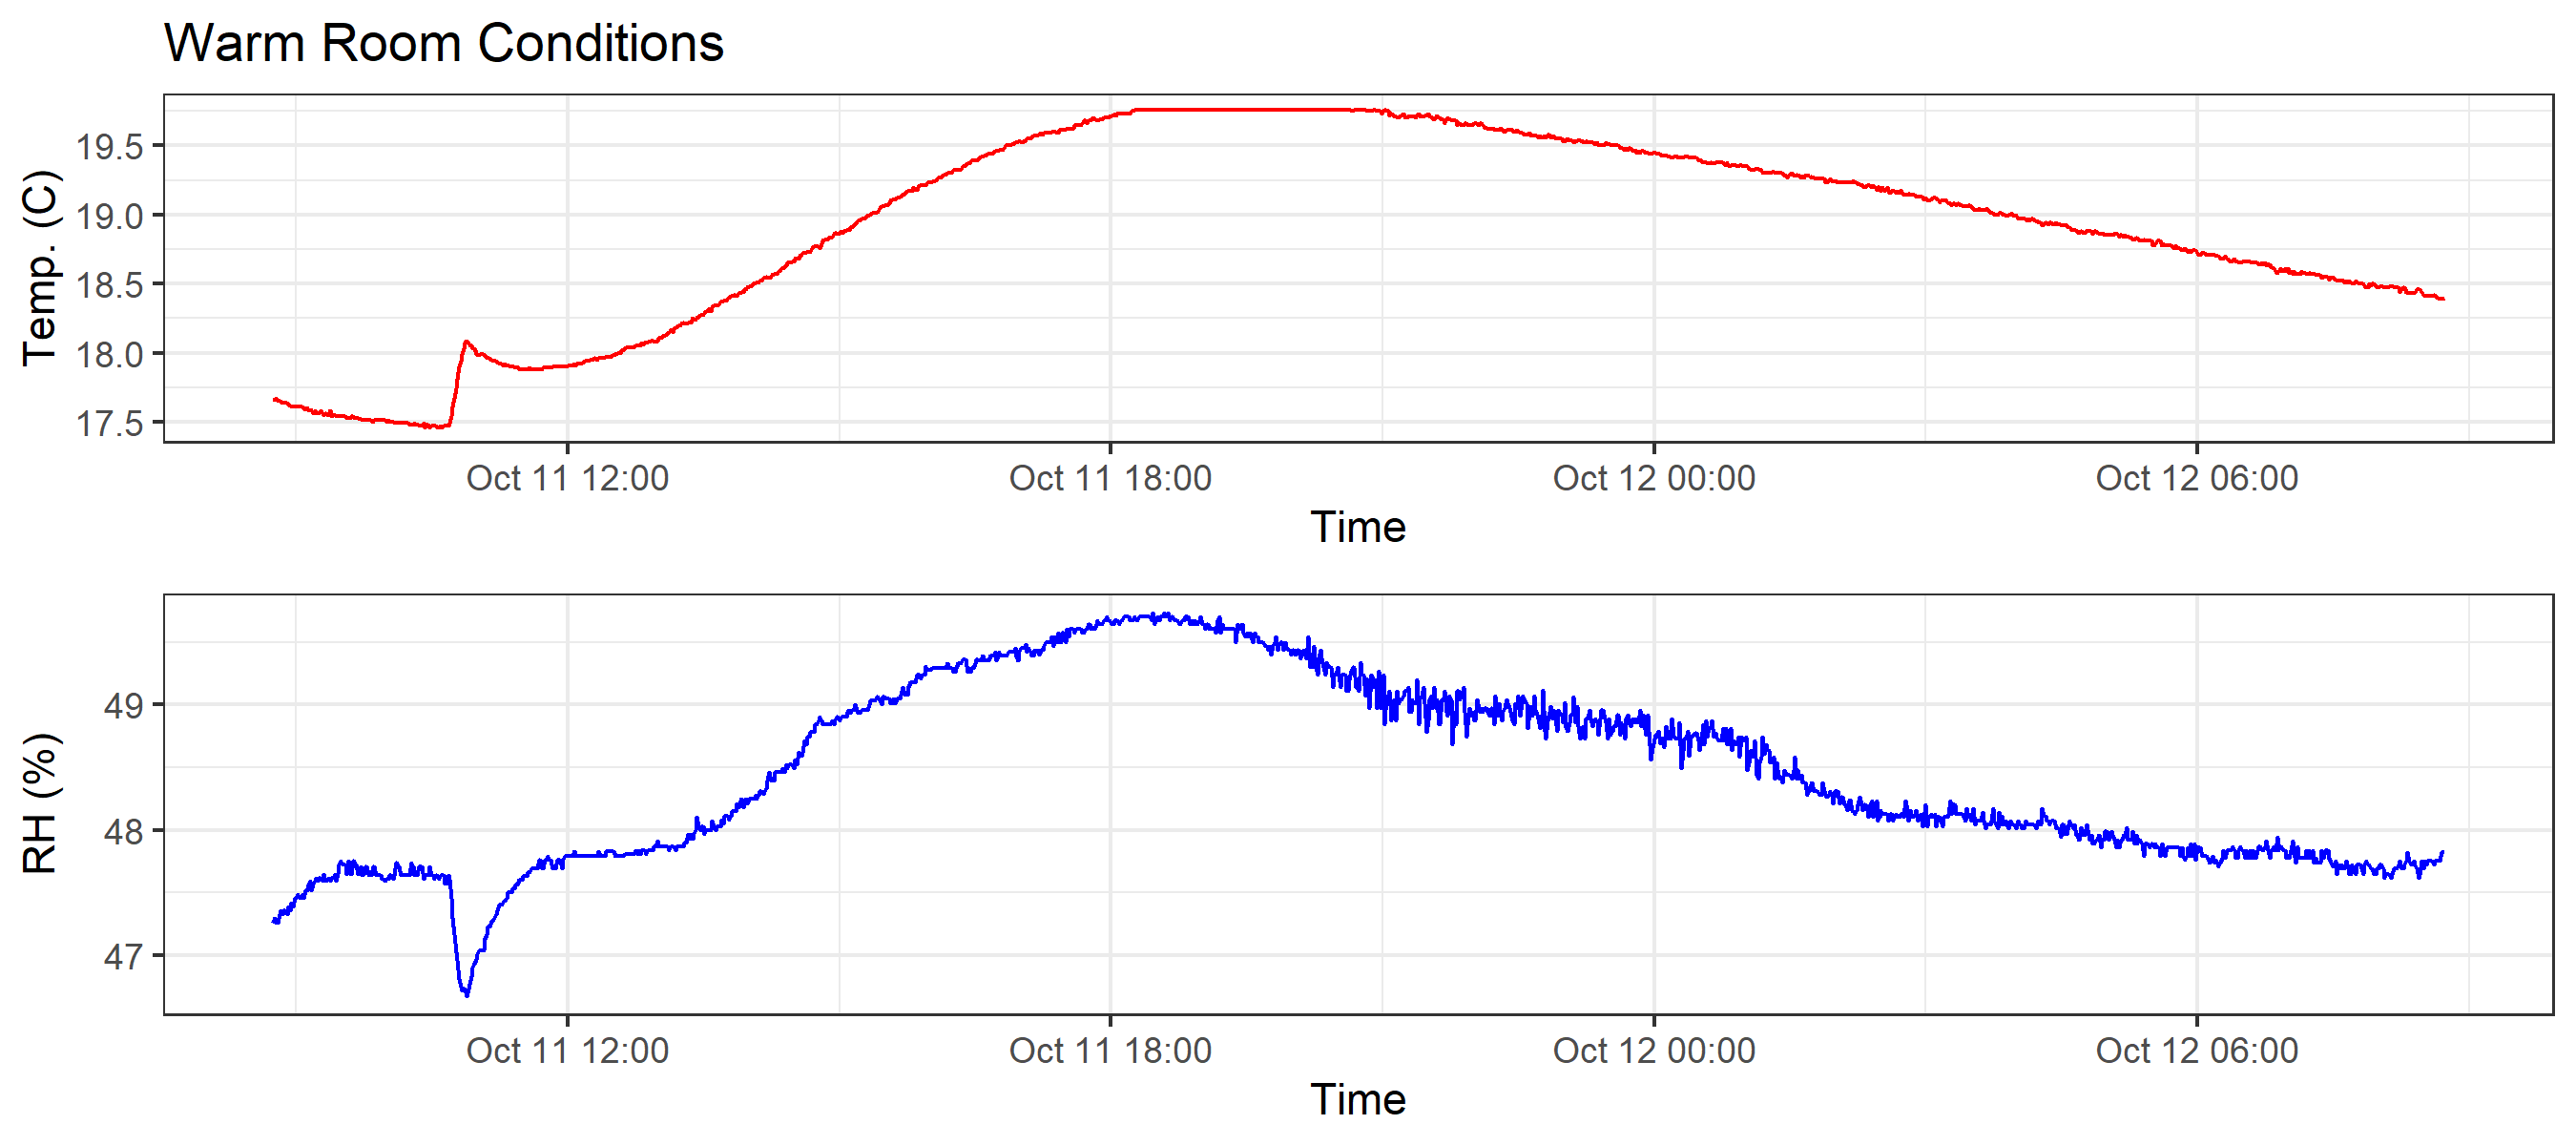 Warm Room Conditions
Temp. (C)
19.5
19.0
18.5
18.0
17.5
Oct 11 12:00 Oct 11 18:00 Oct 12 00:00 Oct 12 06:00
Time
RH (%)
49
48
47
Oct 11 12:00 Oct 11 18:00 Oct 12 00:00 Oct 12 06:00
Time